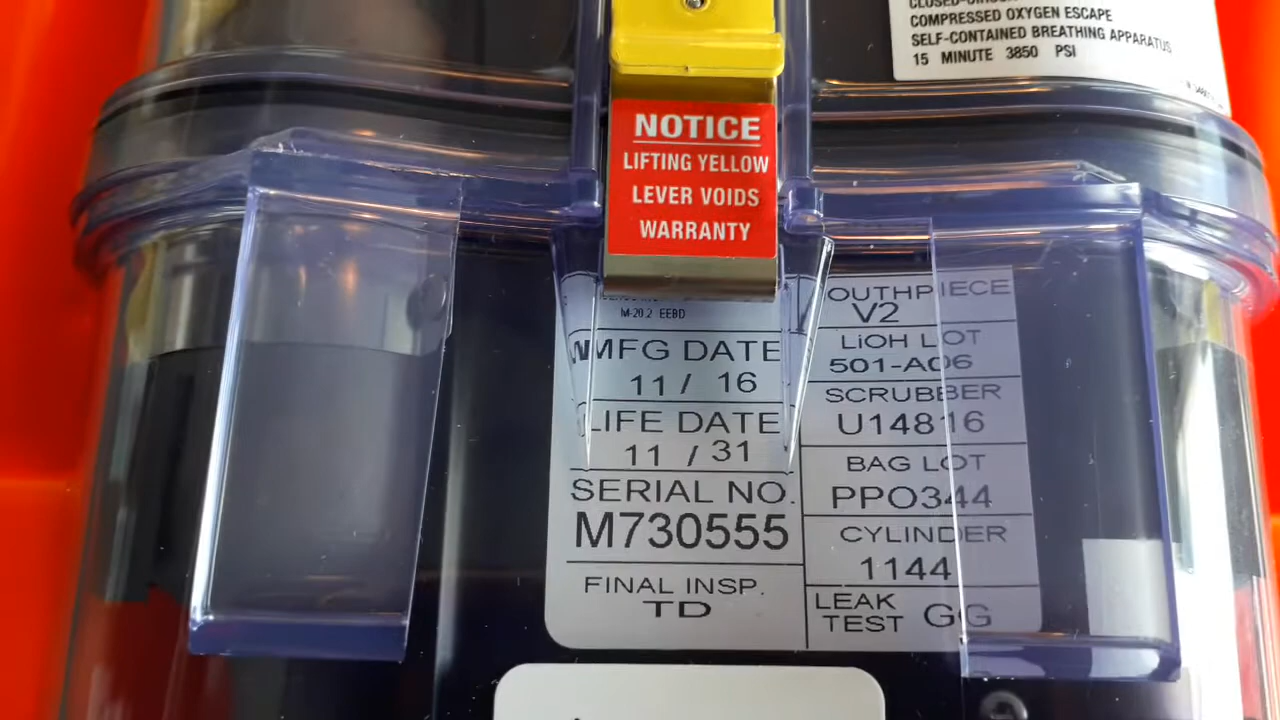 COMPRESSED OXYGEN ESCAPE
SELF-CONTAINED BREATHING APPARATUS
15 MINUTE 3850 PSI
NOTICE
LIFTING YELLOW
LEVER VOIDS
WARRANTY
M-20.2 EEBD
MFG DATE
11 / 16
LIFE DATE
11 / 31
SERIAL NO.
M730555
FINAL INSP.
TD
OUTHPIECE
V2
LiOH LOT
501-A06
SCRUBBER
U14816
BAG LOT
PPO344
CYLINDER
1144
LEAK
TEST GG